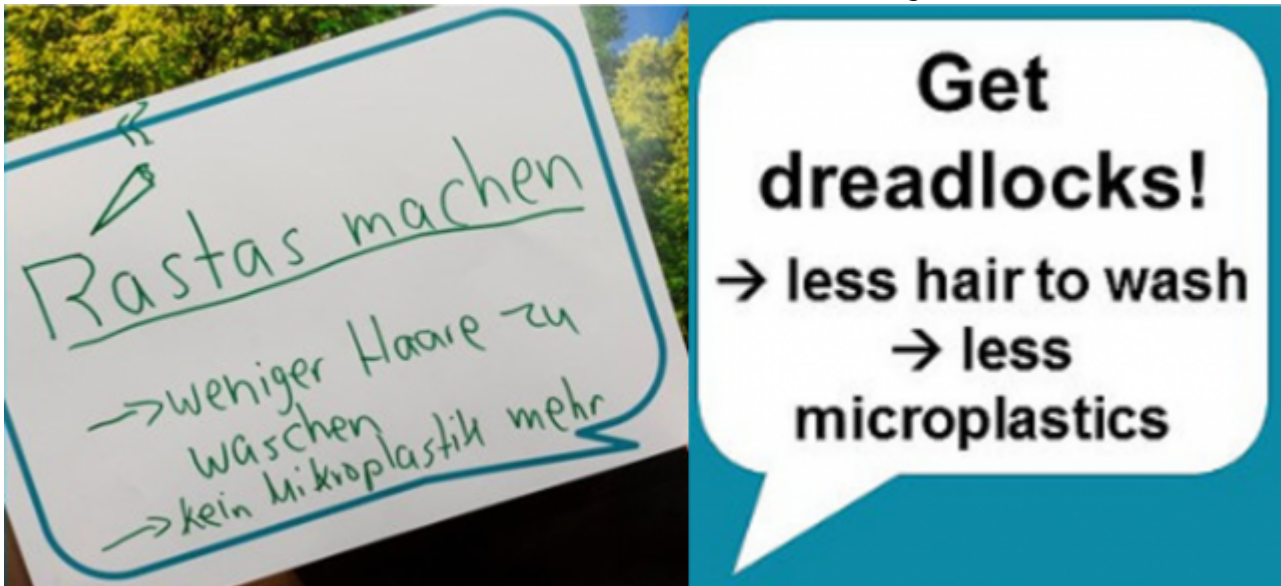 Rastas machen
→ weniger Haare zu
waschen
→ kein Mikroplastik mehr
Get
dreadlocks!
→ less hair to wash
→ less
microplastics